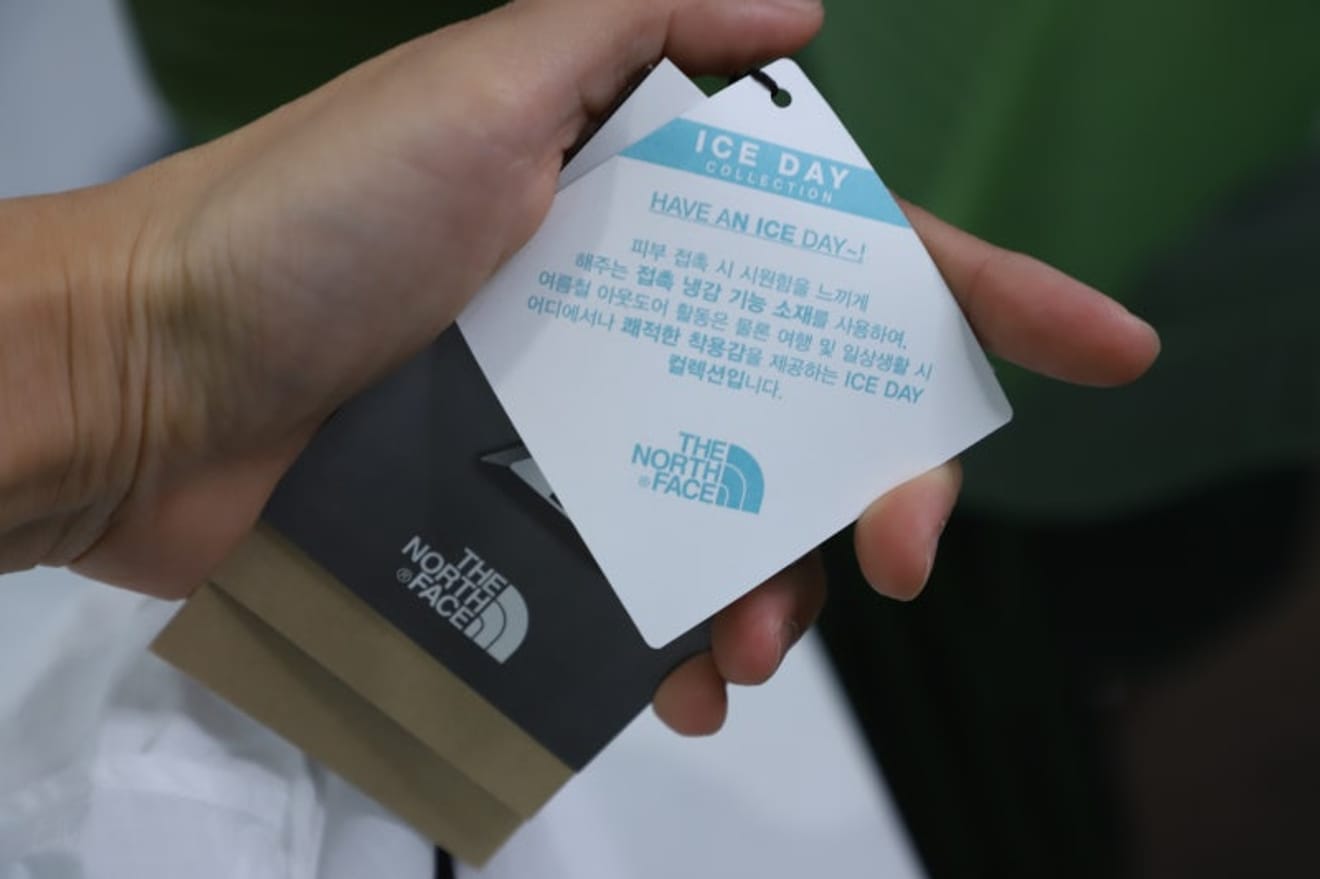 ICE DAY
COLLECTION
HAVE AN ICE DAY~!
피부 접촉 시 시원함을 느끼게
해주는 접촉 냉감 기능 소재를 사용하여,
여름철 아웃도어 활동은 물론 여행 및 일상생활 시
어디에서나 쾌적한 착용감을 제공하는 ICE DAY
컬렉션입니다.
THE
NORTH
®FACE
THE
NORTH
®FACE